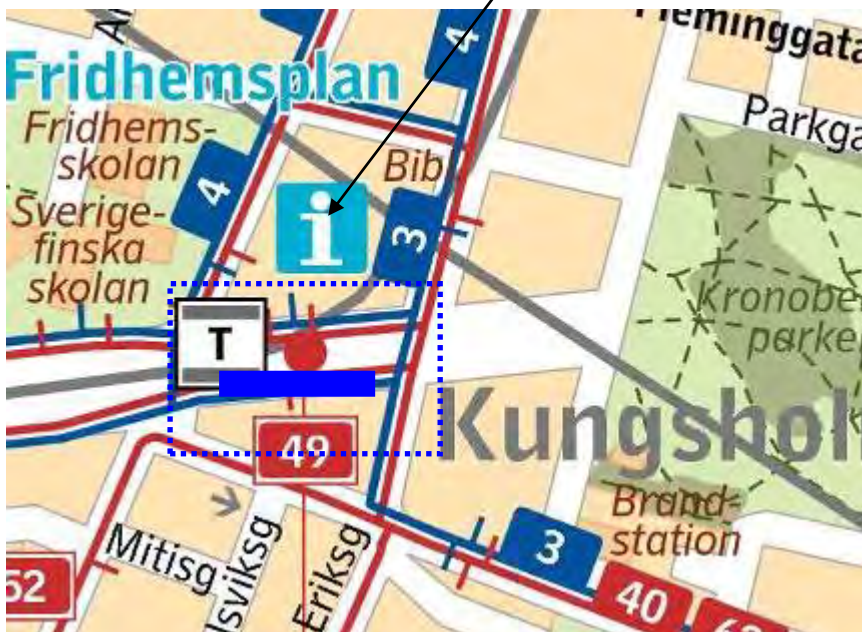 Fleminggata
4
Fridhemsplan
Parkga
Fridhems-
skolan
Bib
4
i
Sverige-
finska
skolan
3
Kronobe
parke
T
Kungshol
49
Brand-
station
3
Mitisg
Eriksg
52
40